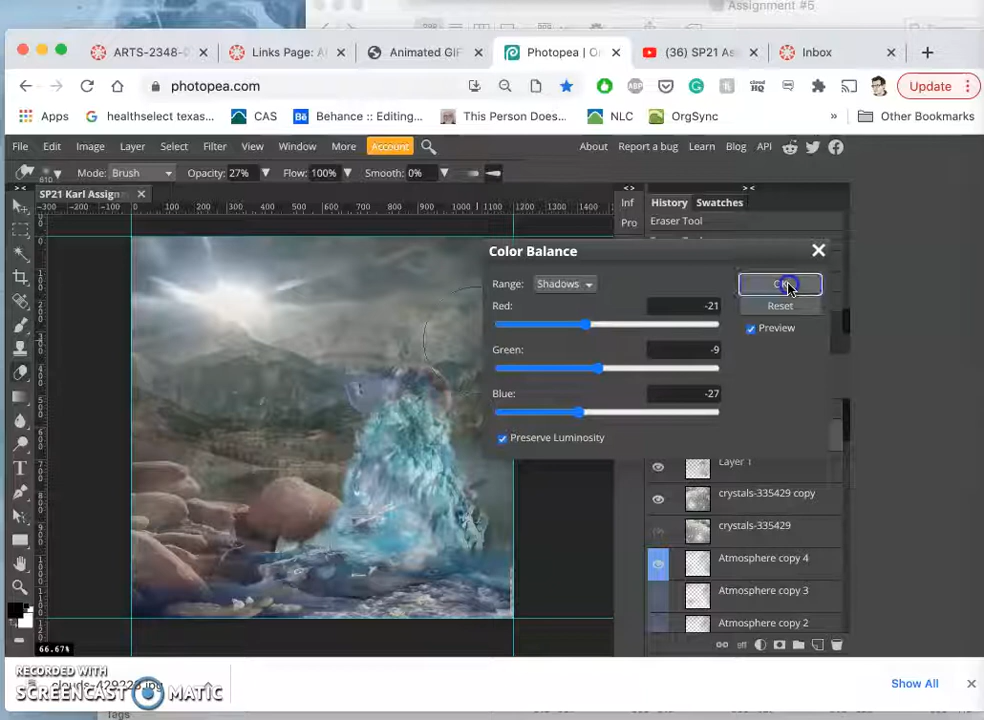 Assignment #5
ARTS-2348-
Links Page: A
Animated GIF
Photopea | O
(36) SP21 As
Inbox
photopea.com
Update
Apps
healthselect texas...
CAS
Behance :: Editing...
This Person Does...
NLC
OrgSync
»
Other Bookmarks
File Edit Image Layer Select Filter View Window More Account
About Report a bug Learn Blog API
Mode: Brush Opacity: 27% Flow: 100% Smooth: 0%
SP21 Karl Assign
Inf
Pro
History Swatches
Eraser Tool
Color Balance
Range: Shadows
OK
Red: -21
Reset
Preview
Green: -9
Blue: -27
Preserve Luminosity
Layer 1
crystals-335429 copy
crystals-335429
Atmosphere copy 4
Atmosphere copy 3
Atmosphere copy 2
66.67%
RECORDED WITH
SCREENCAST MATIC
Show All
Tags